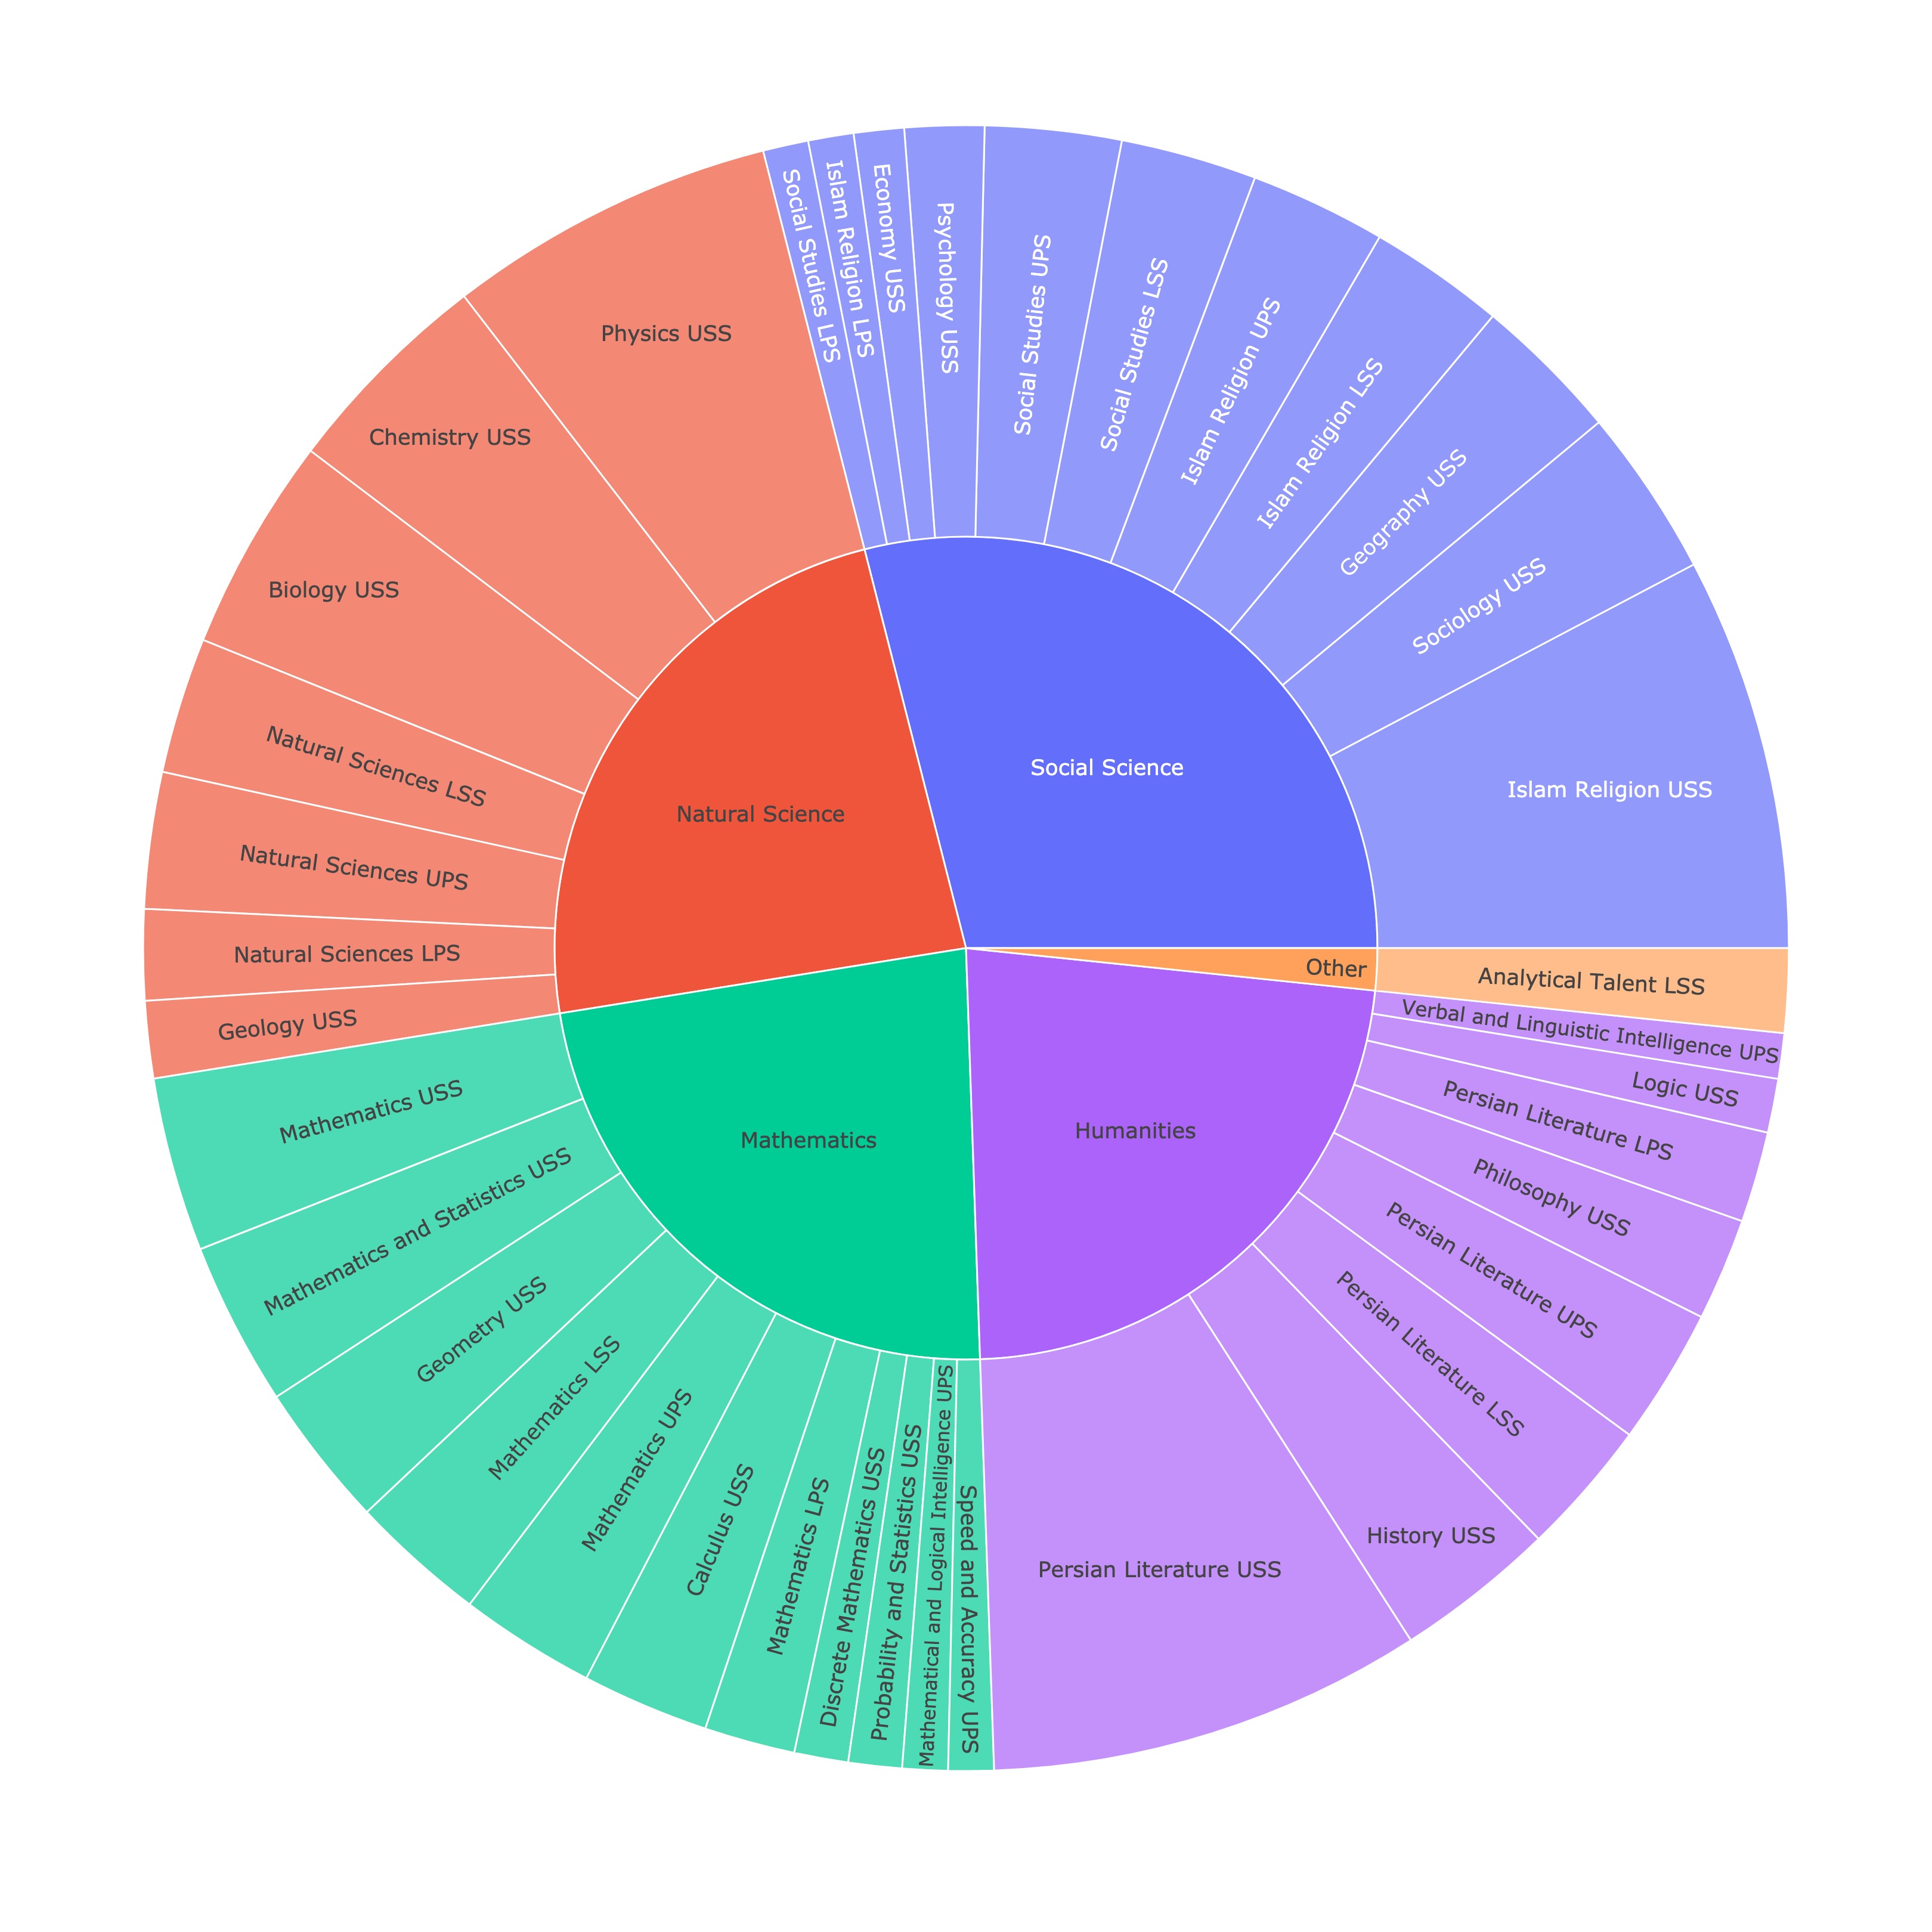 Social Science
Islam Religion USS
Sociology USS
Geography USS
Islam Religion LSS
Islam Religion UPS
Social Studies LSS
Social Studies UPS
Psychology USS
Economy USS
Islam Religion LPS
Social Studies LPS
Natural Science
Physics USS
Chemistry USS
Biology USS
Natural Sciences LSS
Natural Sciences UPS
Natural Sciences LPS
Geology USS
Mathematics
Mathematics USS
Mathematics and Statistics USS
Geometry USS
Mathematics LSS
Mathematics UPS
Calculus USS
Mathematics LPS
Discrete Mathematics USS
Probability and Statistics USS
Mathematical and Logical Intelligence UPS
Speed and Accuracy UPS
Humanities
Persian Literature USS
History USS
Persian Literature LSS
Persian Literature UPS
Philosophy USS
Persian Literature LPS
Logic USS
Verbal and Linguistic Intelligence UPS
Other
Analytical Talent LSS